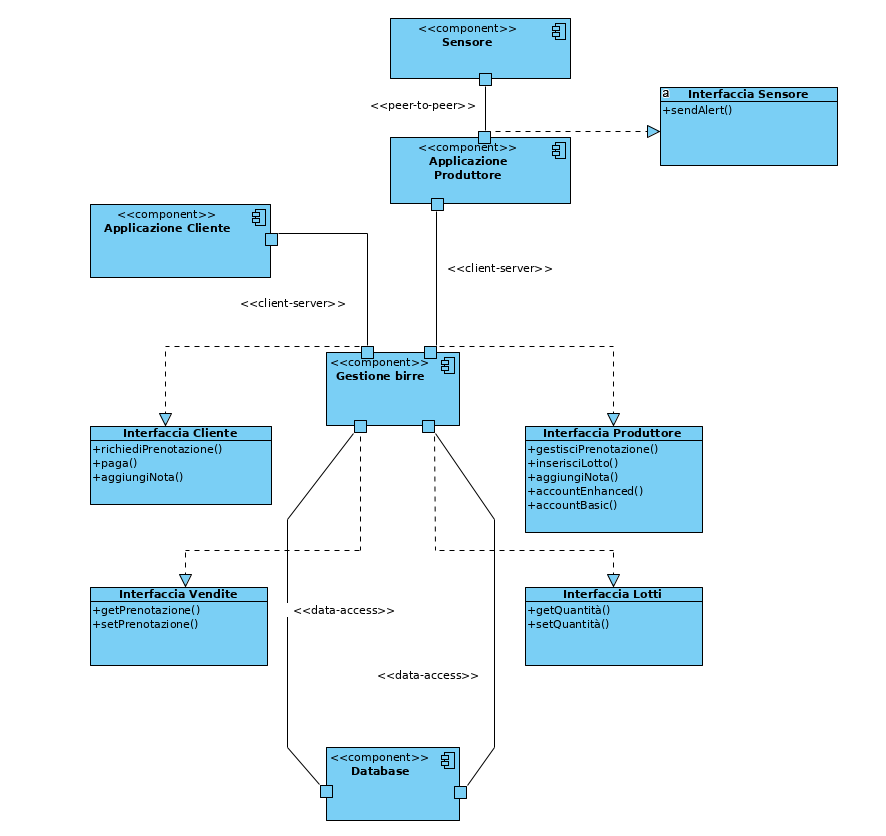 <<component>>
Sensore
<<peer-to-peer>>
a
Interfaccia Sensore
+sendAlert()
<<component>>
Applicazione
Produttore
<<component>>
Applicazione Cliente
<<client-server>>
<<client-server>>
<<component>>
Gestione birre
Interfaccia Cliente
+richiediPrenotazione()
+paga()
+aggiungiNota()
Interfaccia Produttore
+gestisciPrenotazione()
+inserisciLotto()
+aggiungiNota()
+accountEnhanced()
+accountBasic()
Interfaccia Vendite
+getPrenotazione()
+setPrenotazione()
<<data-access>>
Interfaccia Lotti
+getQuantità()
+setQuantità()
<<data-access>>
<<component>>
Database